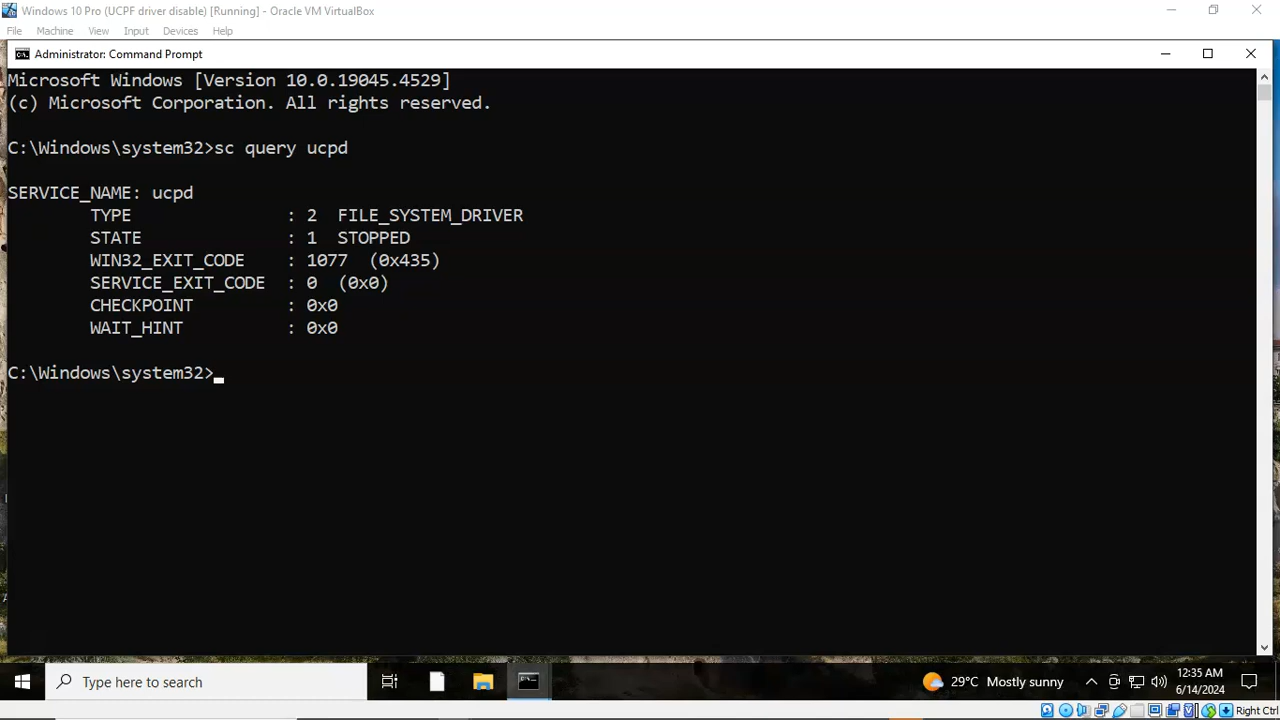 Windows 10 Pro (UCPF driver disable) [Running] - Oracle VM VirtualBox
File Machine View Input Devices Help
Administrator: Command Prompt
Microsoft Windows [Version 10.0.19045.4529]
(c) Microsoft Corporation. All rights reserved.
C:\Windows\system32>sc query ucpd
SERVICE_NAME: ucpd
TYPE : 2 FILE_SYSTEM_DRIVER
STATE : 1 STOPPED
WIN32_EXIT_CODE : 1077 (0x435)
SERVICE_EXIT_CODE : 0 (0x0)
CHECKPOINT : 0x0
WAIT_HINT : 0x0
C:\Windows\system32>
Type here to search
29°C Mostly sunny
12:35 AM
6/14/2024
Right Ctrl